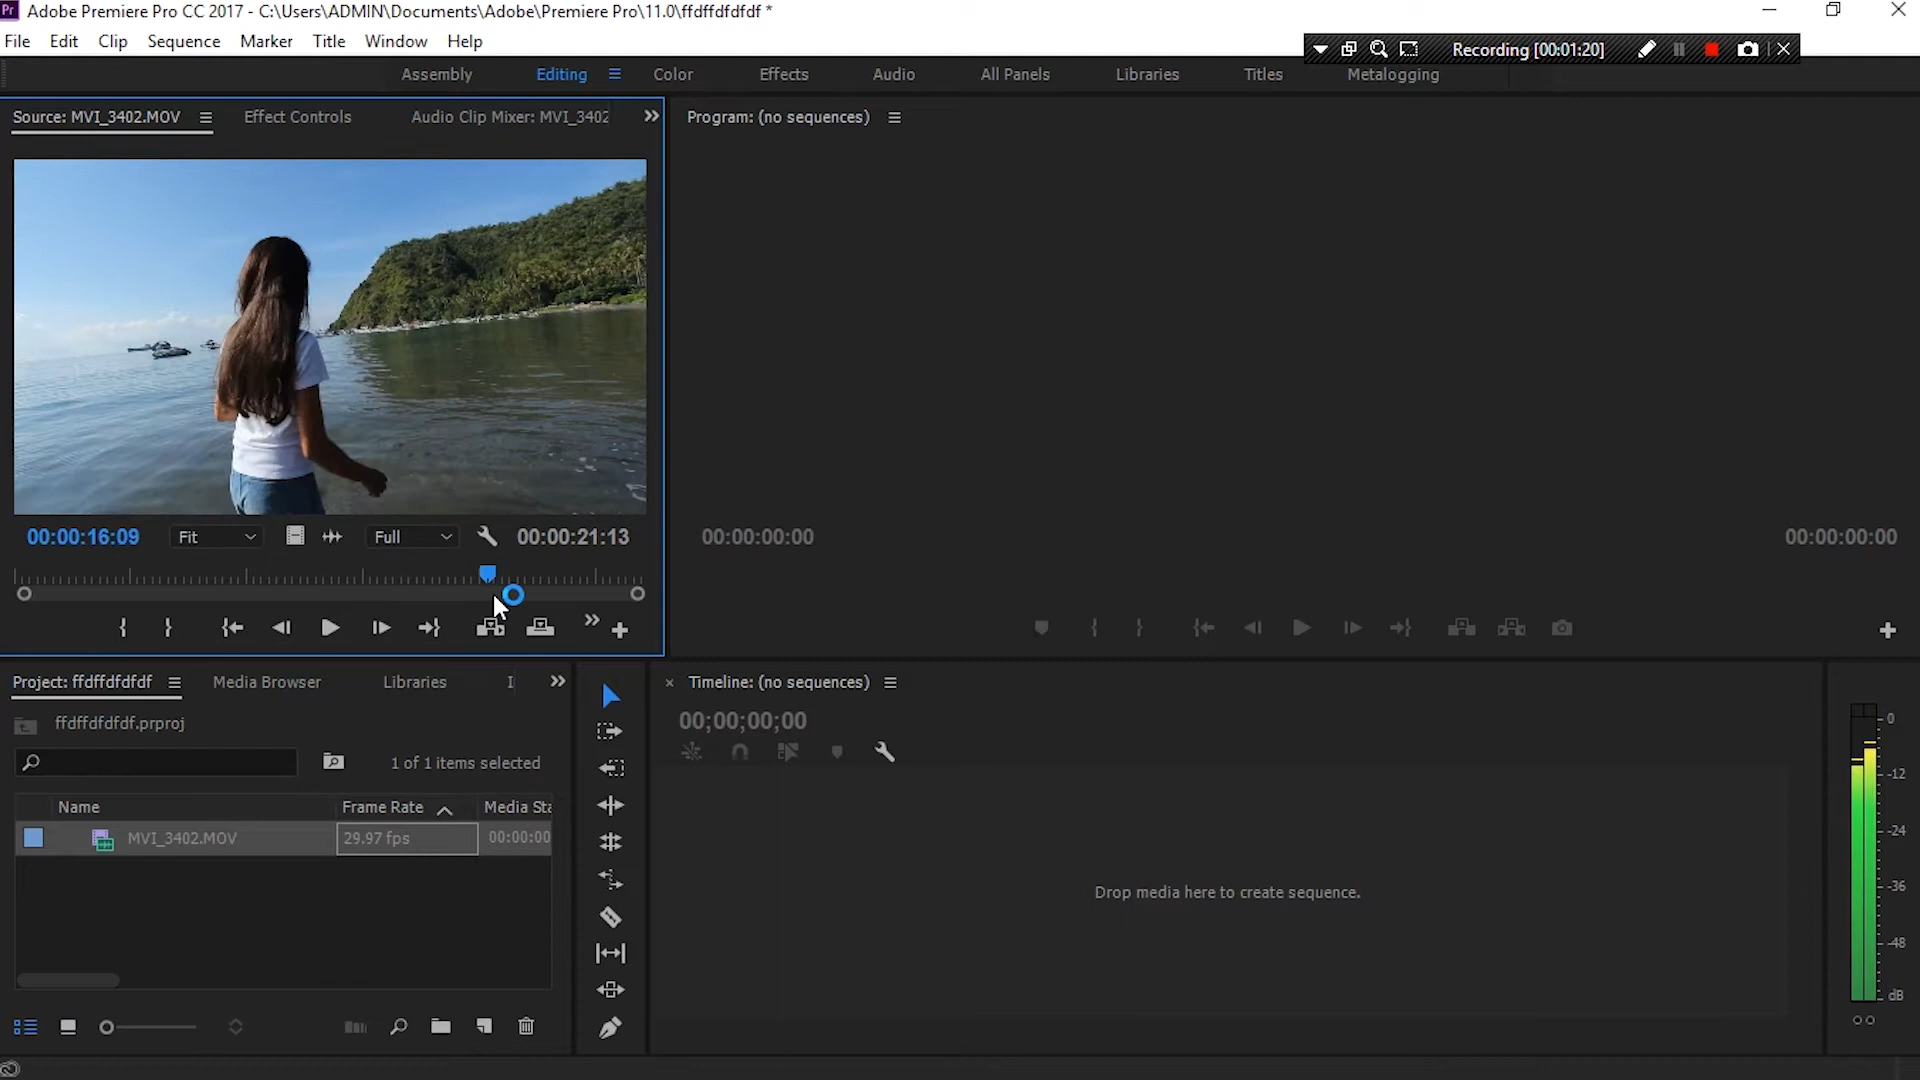 Pr Adobe Premiere Pro CC 2017 - C:\Users\ADMIN\Documents\Adobe\Premiere Pro\11.0\ffdffdfdfdf *
File Edit Clip Sequence Marker Title Window Help
Recording [00:01:20]
Assembly Editing Color Effects Audio All Panels Libraries Titles Metalogging
Source: MVI_3402.MOV Effect Controls Audio Clip Mixer: MVI_3402
Program: (no sequences)
00:00:16:09 Fit Full 00:00:21:13
00:00:00:00 00:00:00:00
Project: ffdffdfdfdf Media Browser Libraries
ffdffdfdfdf.prproj
1 of 1 items selected
Name Frame Rate Media Sta
MVI_3402.MOV 29.97 fps 00:00:00
Timeline: (no sequences)
00;00;00;00
Drop media here to create sequence.
0
-12
-24
-36
-48
dB